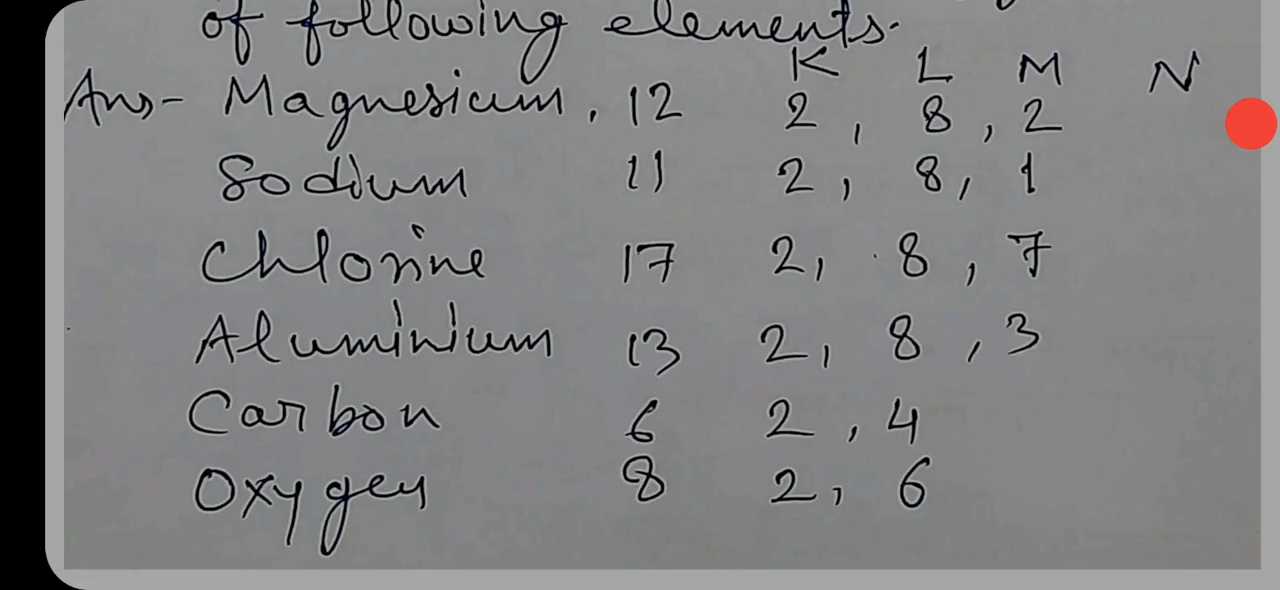 of following elements.
K L M N
Ans- Magnesium, 12 2, 8, 2
Sodium 11 2, 8, 1
Chlorine 17 2, 8, 7
Aluminium 13 2, 8, 3
Carbon 6 2, 4
Oxygen 8 2, 6